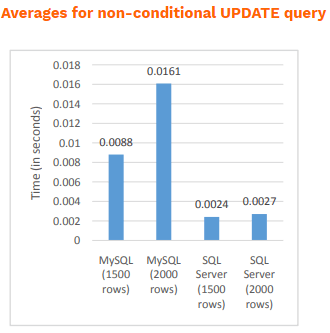 Averages for non-conditional UPDATE query
0.018
0.016
0.014
0.012
0.01
0.008
0.006
0.004
0.002
0
Time (in seconds)
0.0088
0.0161
0.0024
0.0027
MySQL
(1500
rows)
MySQL
(2000
rows)
SQL
Server
(1500
rows)
SQL
Server
(2000
rows)